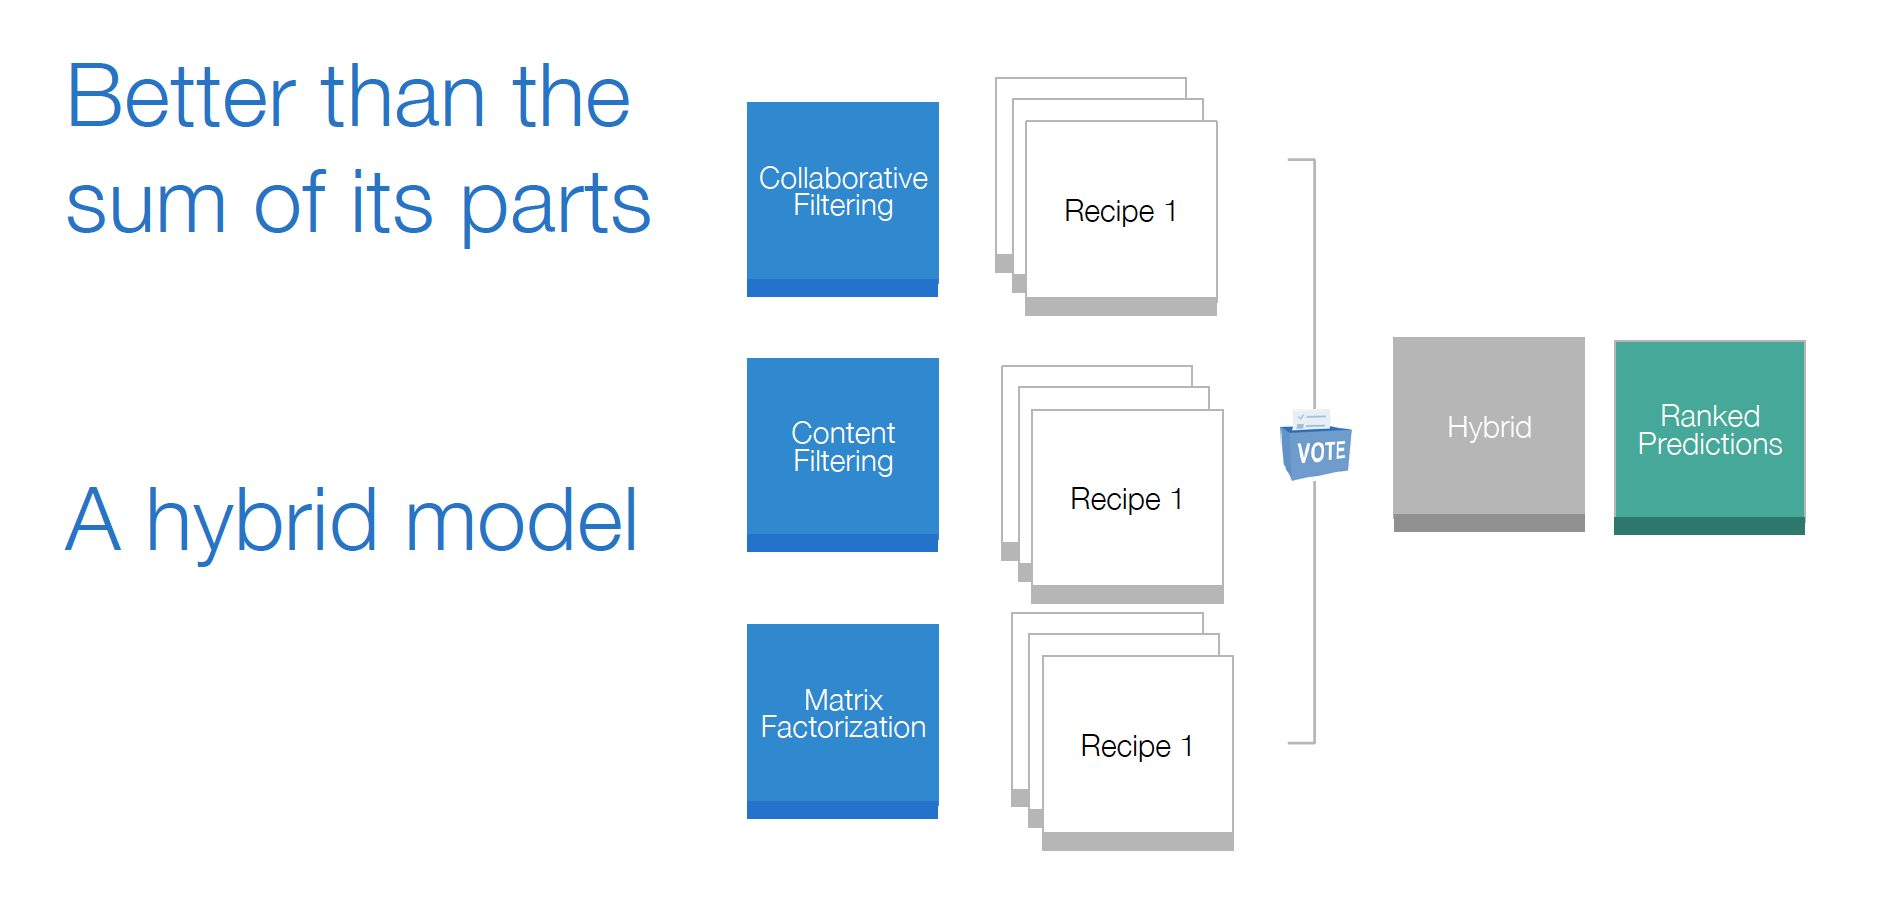 Better than the
sum of its parts
A hybrid model
Collaborative
Filtering
Recipe 1
Content
Filtering
Recipe 1
Matrix
Factorization
Recipe 1
VOTE
Hybrid
Ranked
Predictions